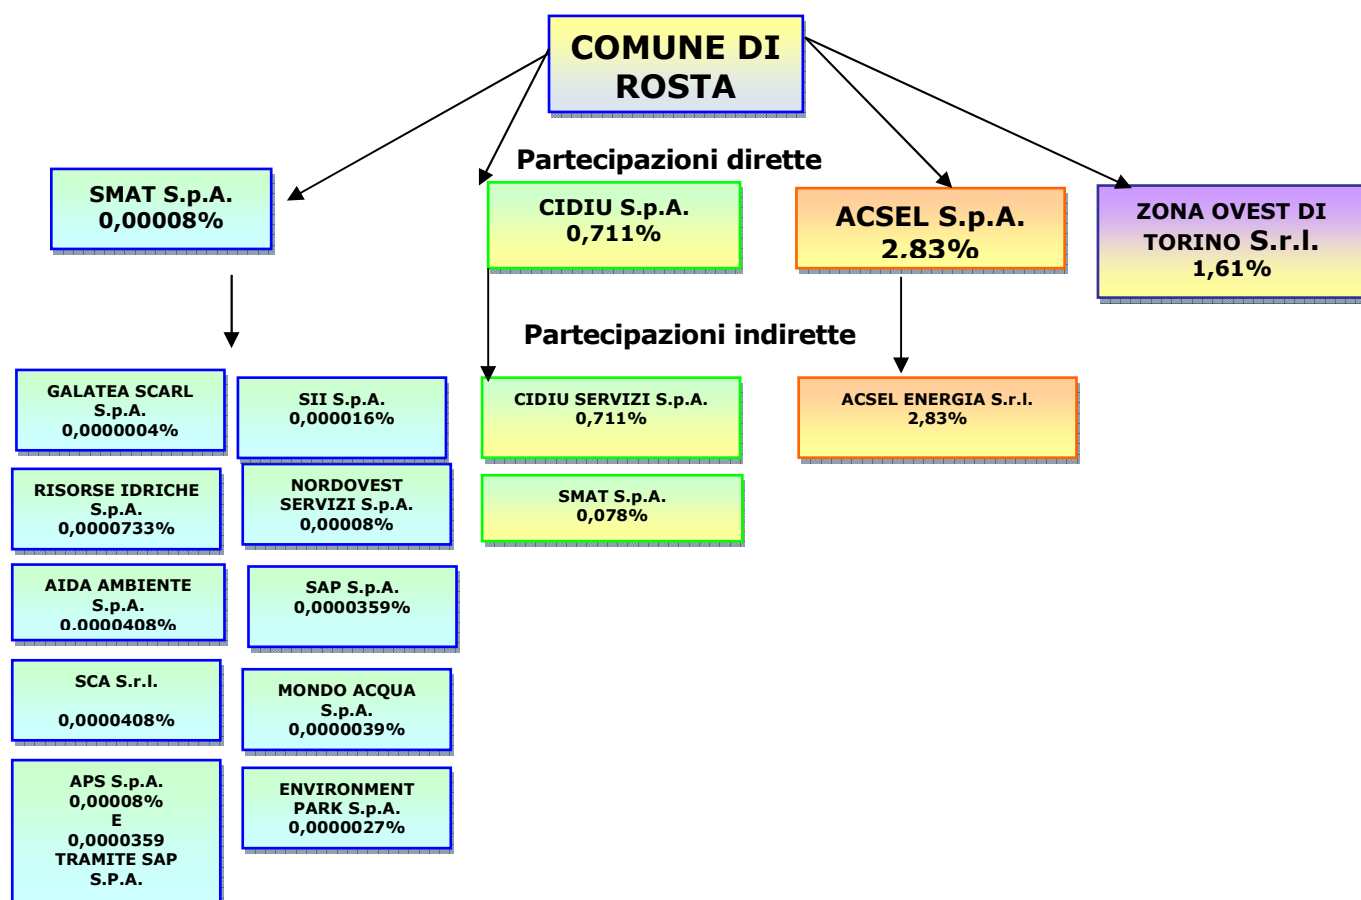 COMUNE DI
ROSTA
Partecipazioni dirette
SMAT S.p.A.
0,00008%
CIDIU S.p.A.
0,711%
ACSEL S.p.A.
2,83%
ZONA OVEST DI
TORINO S.r.l.
1,61%
Partecipazioni indirette
GALATEA SCARL
S.p.A.
0,0000004%
SII S.p.A.
0,000016%
CIDIU SERVIZI S.p.A.
0,711%
ACSEL ENERGIA S.r.l.
2,83%
RISORSE IDRICHE
S.p.A.
0,0000733%
NORDOVEST
SERVIZI S.p.A.
0,00008%
SMAT S.p.A.
0,078%
AIDA AMBIENTE
S.p.A.
0,0000408%
SAP S.p.A.
0,0000359%
SCA S.r.l.
0,0000408%
MONDO ACQUA
S.p.A.
0,0000039%
APS S.p.A.
0,00008%
E
0,0000359
TRAMITE SAP
S.P.A.
ENVIRONMENT
PARK S.p.A.
0,0000027%